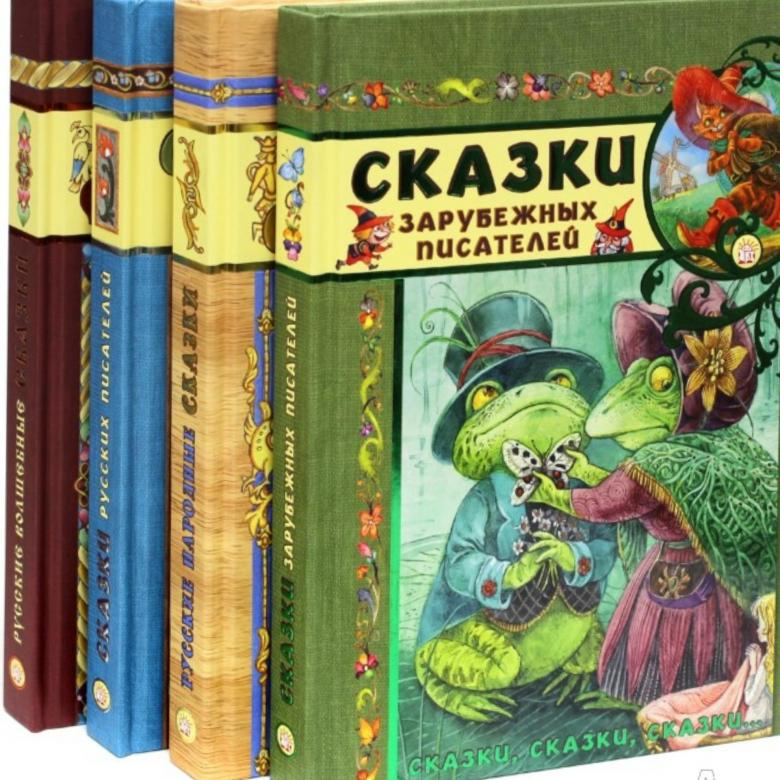 РУССКИЕ ВОЛШЕБНЫЕ СКАЗКИ
СКАЗКИ РУССКИХ ПИСАТЕЛЕЙ
РУССКИЕ НАРОДНЫЕ СКАЗКИ
СКАЗКИ ЗАРУБЕЖНЫХ ПИСАТЕЛЕЙ
СКАЗКИ
ЗАРУБЕЖНЫХ
ПИСАТЕЛЕЙ
СКАЗКИ, СКАЗКИ, СКАЗКИ...